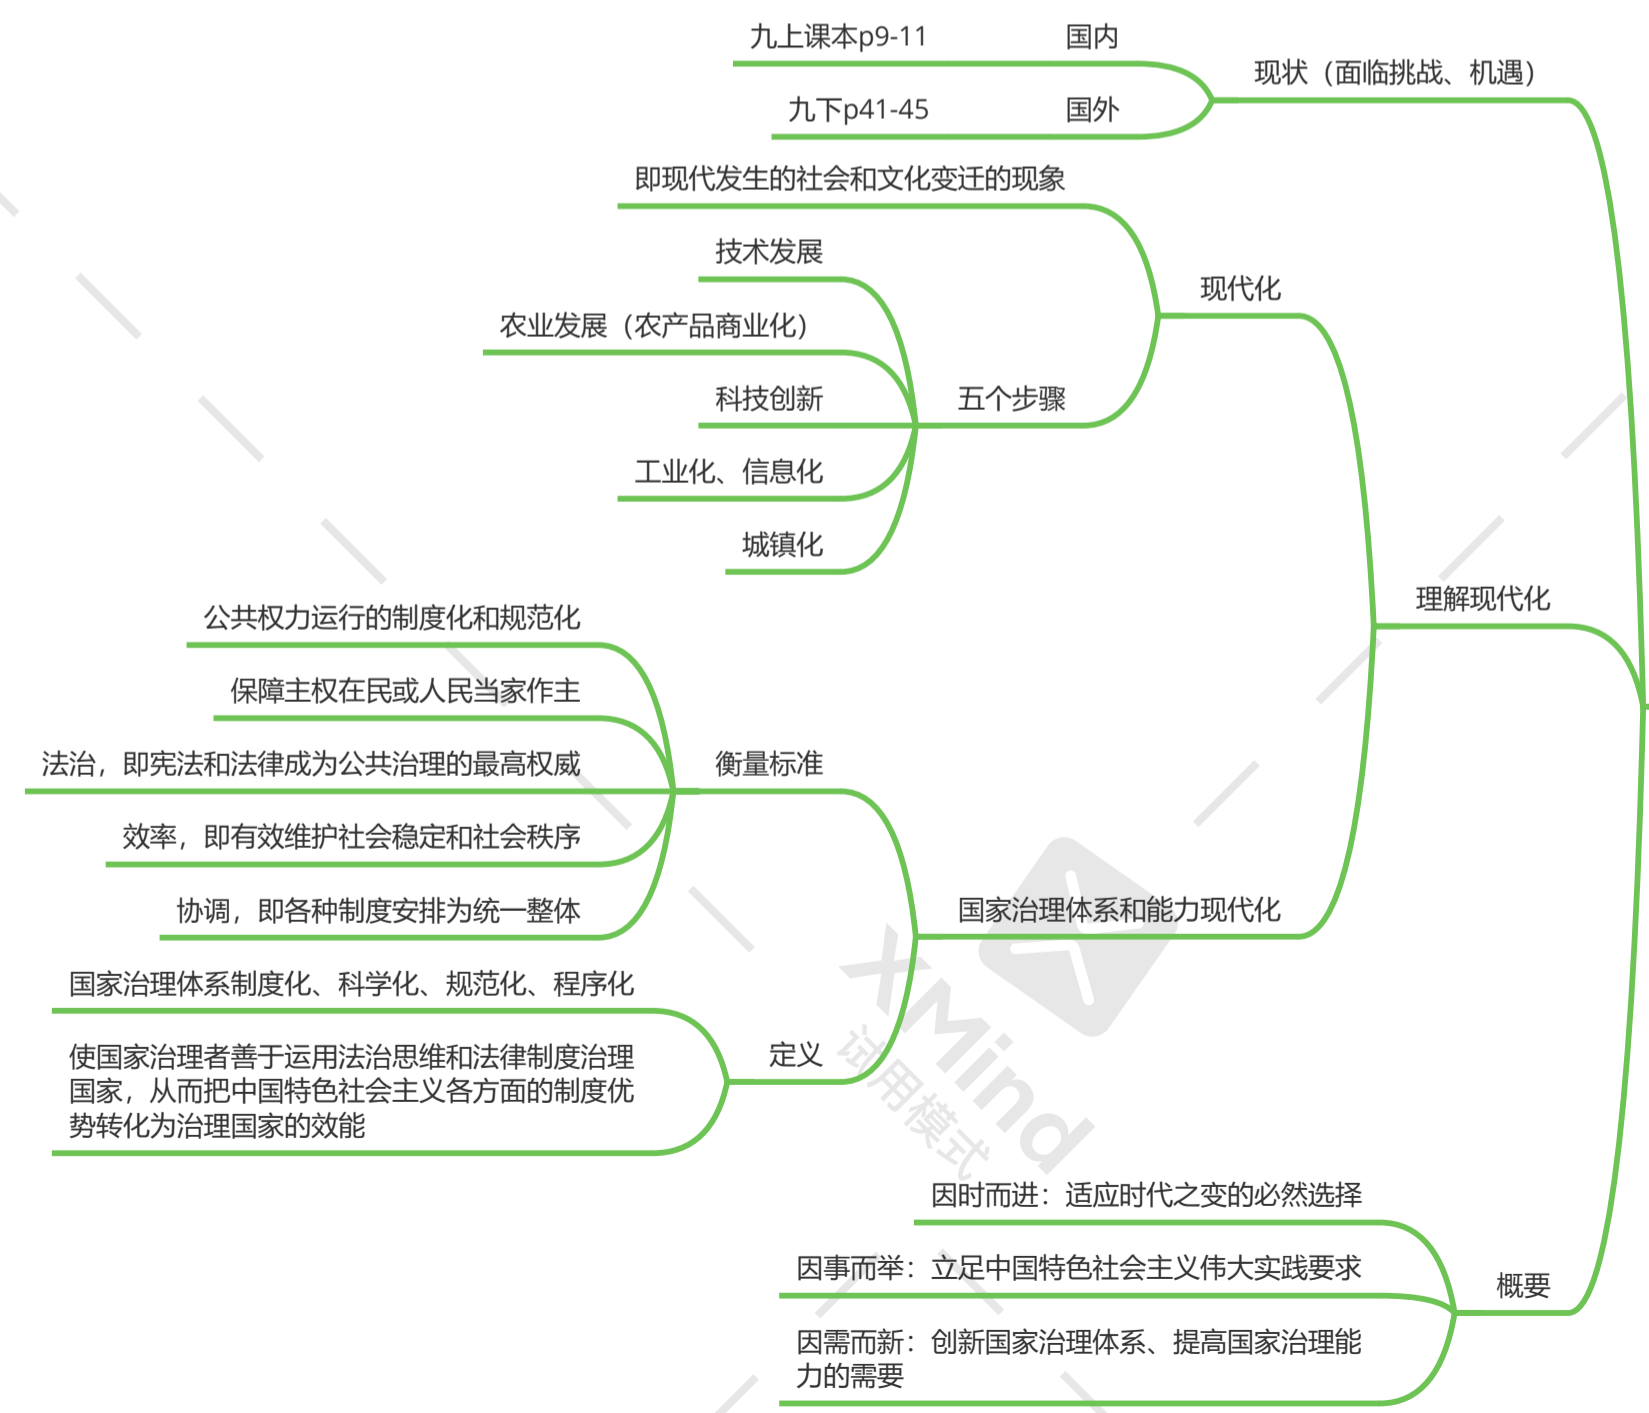 九上课本p9-11
国内
现状（面临挑战、机遇）
九下p41-45
国外
即现代发生的社会和文化变迁的现象
技术发展
现代化
农业发展（农产品商业化）
科技创新
五个步骤
工业化、信息化
城镇化
理解现代化
公共权力运行的制度化和规范化
保障主权在民或人民当家作主
法治，即宪法和法律成为公共治理的最高权威
衡量标准
效率，即有效维护社会稳定和社会秩序
协调，即各种制度安排为统一整体
国家治理体系和能力现代化
国家治理体系制度化、科学化、规范化、程序化
使国家治理者善于运用法治思维和法律制度治理
国家，从而把中国特色社会主义各方面的制度优
势转化为治理国家的效能
定义
XMind
试用模式
因时而进：适应时代之变的必然选择
因事而举：立足中国特色社会主义伟大实践要求
概要
因需而新：创新国家治理体系、提高国家治理能
力的需要